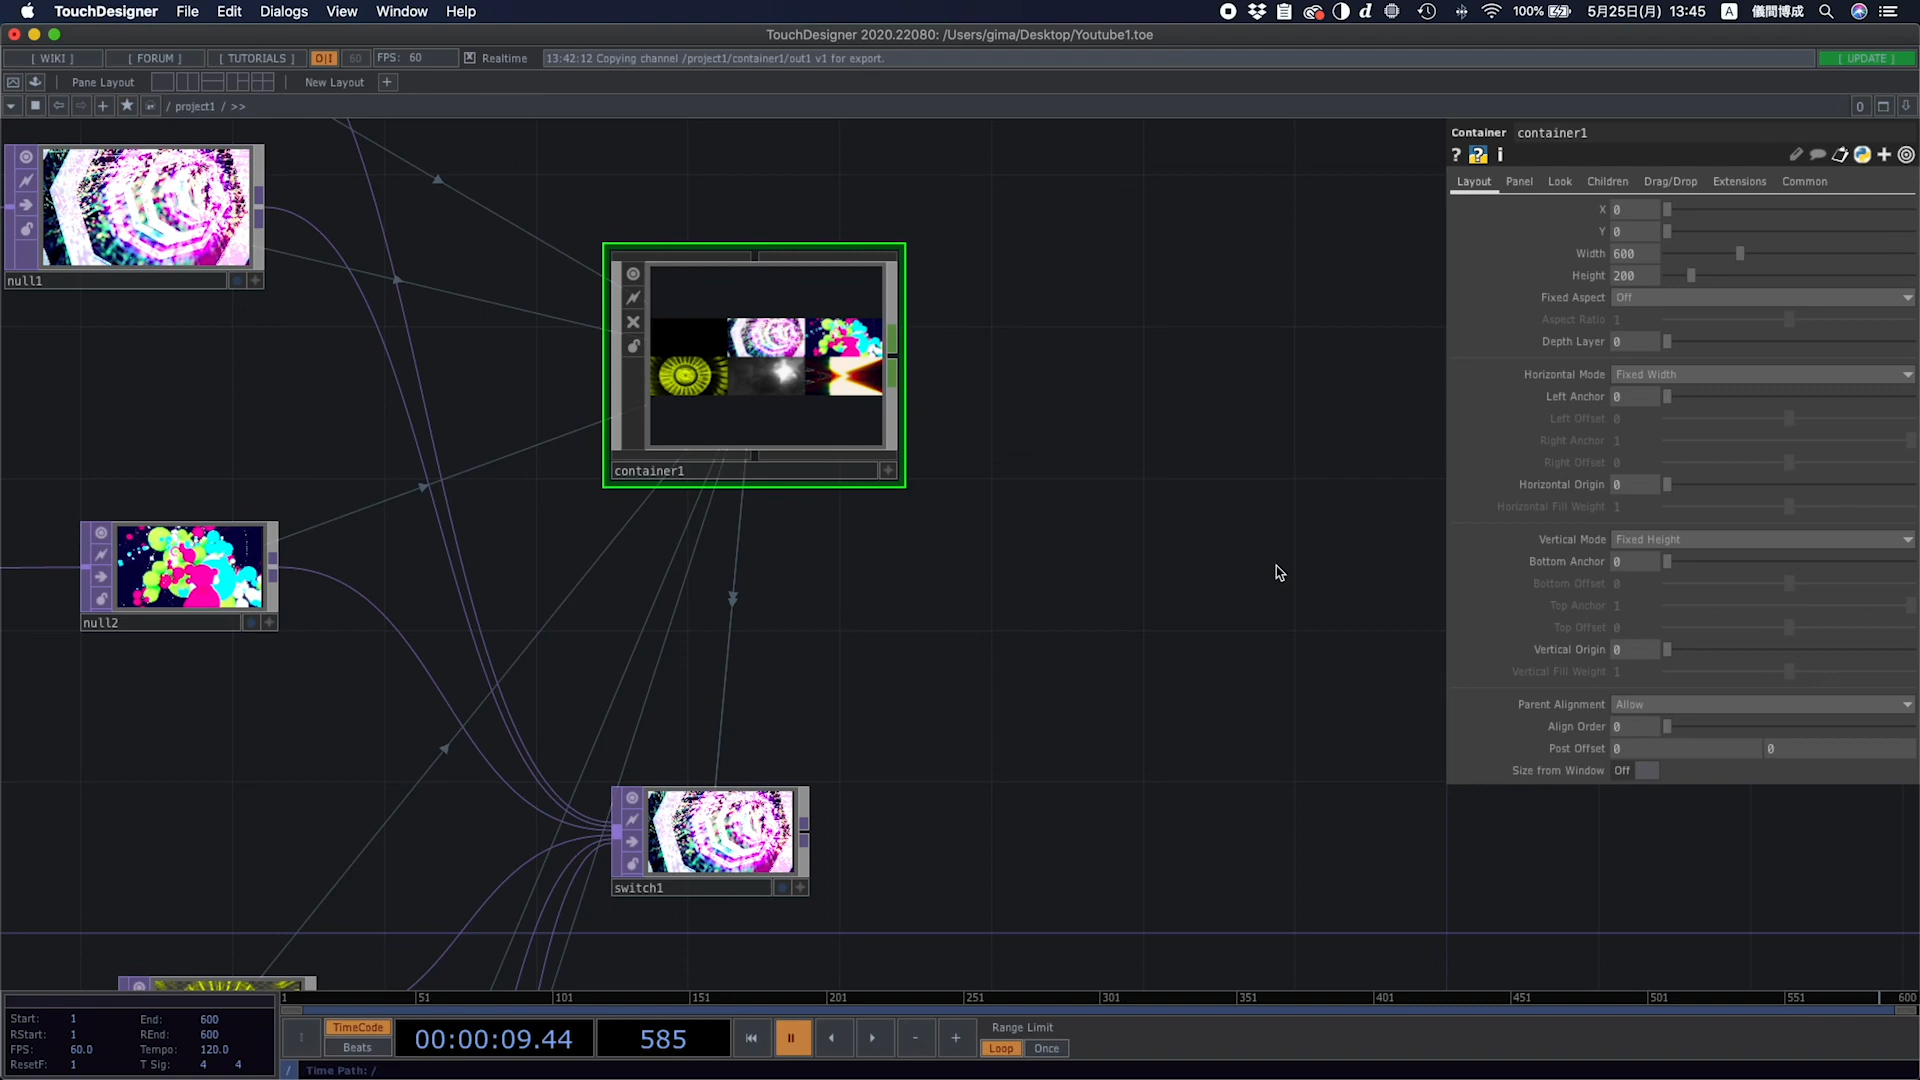 TouchDesigner File Edit Dialogs View Window Help
100% 5月25日(月) 13:45 A 儀間博成
TouchDesigner 2020.22080: /Users/gima/Desktop/Youtube1.toe
[ WIKI ] [ FORUM ] [ TUTORIALS ] O|I 60 FPS: 60 Realtime 13:42:12 Copying channel /project1/container1/out1 v1 for export. [ UPDATE ]
Pane Layout New Layout +
/ project1 / >> 0
Container container1
? ? i
Layout Panel Look Children Drag/Drop Extensions Common
X 0
Y 0
Width 600
Height 200
Fixed Aspect Off
Aspect Ratio 1
Depth Layer 0
Horizontal Mode Fixed Width
Left Anchor 0
Left Offset 0
Right Anchor 1
Right Offset 0
Horizontal Origin 0
Horizontal Fill Weight 1
Vertical Mode Fixed Height
Bottom Anchor 0
Bottom Offset 0
Top Anchor 1
Top Offset 0
Vertical Origin 0
Vertical Fill Weight 1
Parent Alignment Allow
Align Order 0
Post Offset 0 0
Size from Window Off
null1
container1
null2
switch1
1 51 101 151 201 251 301 351 401 451 501 551 600
Start: 1 End: 600
RStart: 1 REnd: 600
FPS: 60.0 Tempo: 120.0
ResetF: 1 T Sig: 4 4
TimeCode
Beats
00:00:09.44 585
- +
Range Limit
Loop Once
/ Time Path: /